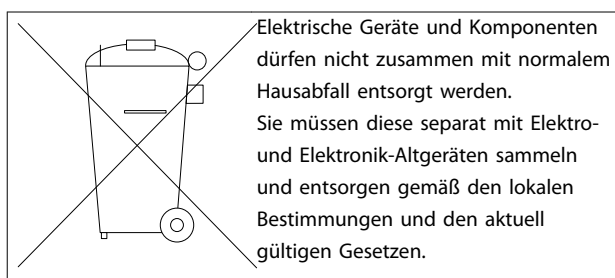 Elektrische Geräte und Komponenten
dürfen nicht zusammen mit normalem
Hausabfall entsorgt werden.
Sie müssen diese separat mit Elektro-
und Elektronik-Altgeräten sammeln
und entsorgen gemäß den lokalen
Bestimmungen und den aktuell
gültigen Gesetzen.